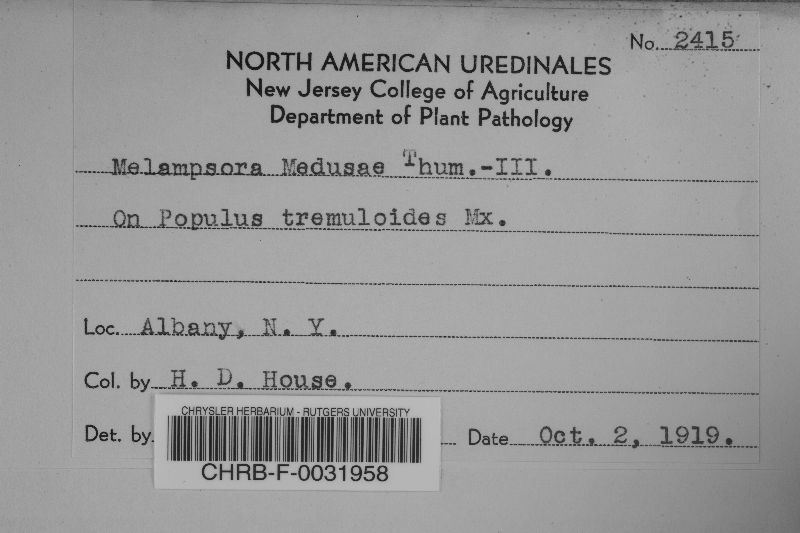 No. 2415
NORTH AMERICAN UREDINALES
New Jersey College of Agriculture
Department of Plant Pathology
Melampsora Medusae Thum.-III.
On Populus tremuloides Mx.
Loc. Albany, N. Y.
Col. by H. D. House.
Det. by Date Oct. 2, 1919.
CHRYSLER HERBARIUM - RUTGERS UNIVERSITY
CHRB-F-0031958